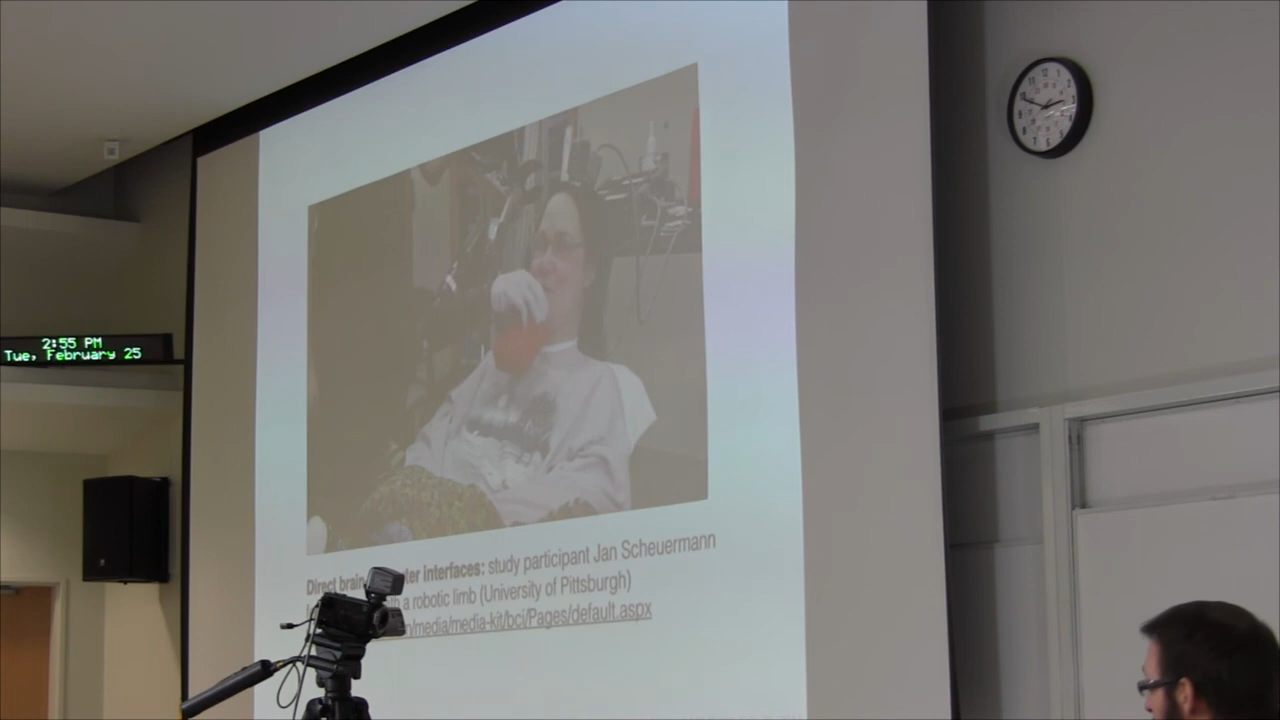 2:55 PM
Tue, February 25
Direct brain ter interfaces: study participant Jan Scheuermann
a robotic limb (University of Pittsburgh)
/media/media-kit/bci/Pages/default.aspx